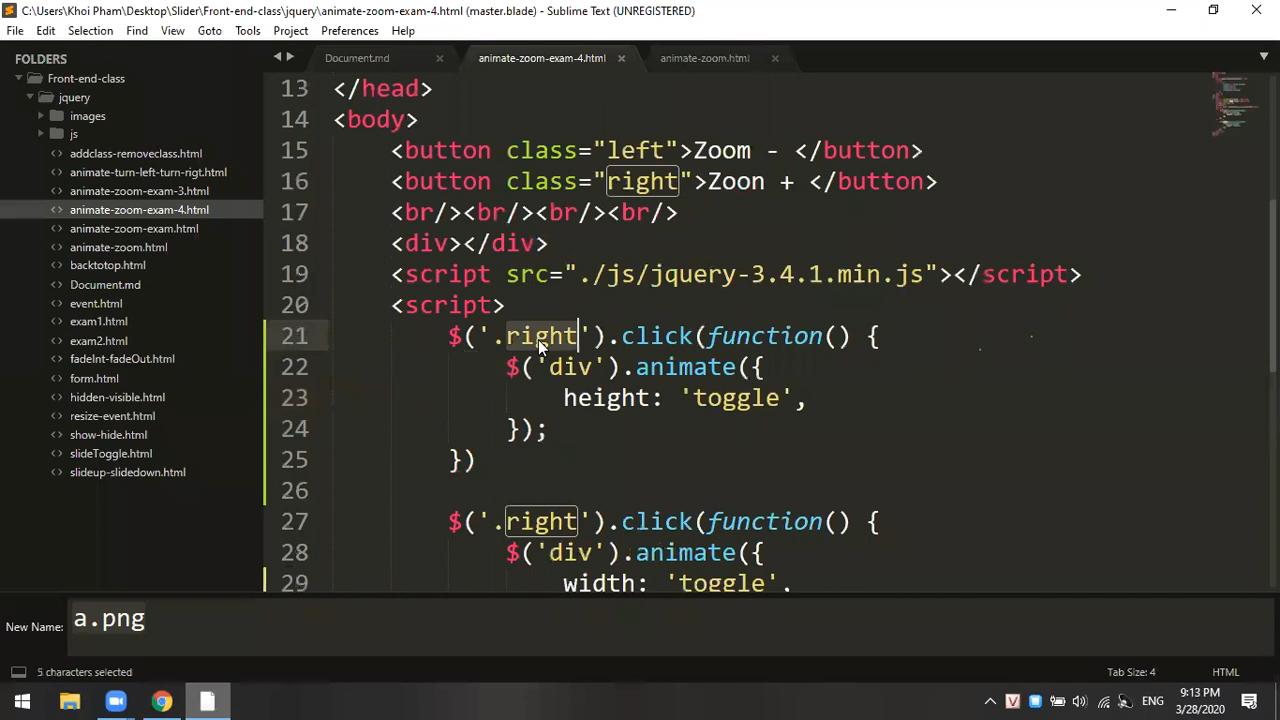 C:\Users\Khoi Pham\Desktop\Slider\Front-end-class\jquery\animate-zoom-exam-4.html (master.blade) - Sublime Text (UNREGISTERED)
File Edit Selection Find View Goto Tools Project Preferences Help
FOLDERS
Front-end-class
jquery
images
js
addclass-removeclass.html
animate-turn-left-turn-rigt.html
animate-zoom-exam-3.html
animate-zoom-exam-4.html
animate-zoom-exam.html
animate-zoom.html
backtotop.html
Document.md
event.html
exam1.html
exam2.html
fadeInt-fadeOut.html
form.html
hidden-visible.html
resize-event.html
show-hide.html
slideToggle.html
slideup-slidedown.html
Document.md animate-zoom-exam-4.html animate-zoom.html
13 </head>
14 <body>
15 <button class="left">Zoom - </button>
16 <button class="right">Zoon + </button>
17 <br/><br/><br/><br/>
18 <div></div>
19 <script src="./js/jquery-3.4.1.min.js"></script>
20 <script>
21 $('.right').click(function() {
22 $('div').animate({
23 height: 'toggle',
24 });
25 })
26
27 $('.right').click(function() {
28 $('div').animate({
29 width: 'toggle',
New Name: a.png
5 characters selected Tab Size: 4 HTML
ENG
9:13 PM
3/28/2020